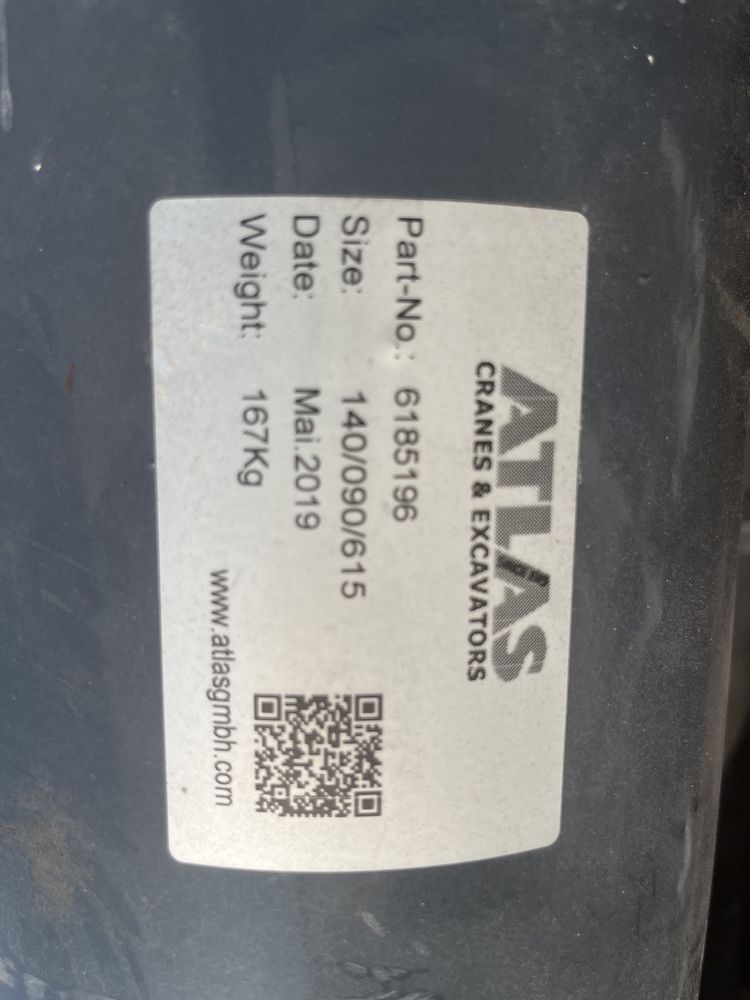 ATLAS
CRANES & EXCAVATORS
Part-No.: 6185196
Size: 140/090/615
Date: Mai.2019
Weight: 167Kg
www.atlasgmbh.com